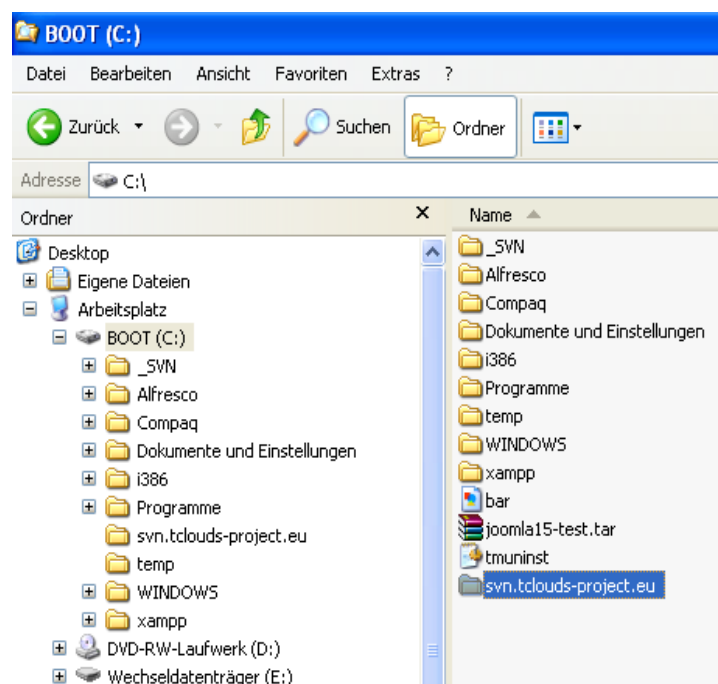 BOOT (C:)
Datei Bearbeiten Ansicht Favoriten Extras ?
Zurück Suchen Ordner
Adresse C:\
Ordner
Desktop
Eigene Dateien
Arbeitsplatz
BOOT (C:)
_SVN
Alfresco
Compaq
Dokumente und Einstellungen
i386
Programme
svn.tclouds-project.eu
temp
WINDOWS
xampp
DVD-RW-Laufwerk (D:)
Wechseldatenträger (E:)
Name
_SVN
Alfresco
Compaq
Dokumente und Einstellungen
i386
Programme
temp
WINDOWS
xampp
bar
joomla15-test.tar
tmuninst
svn.tclouds-project.eu